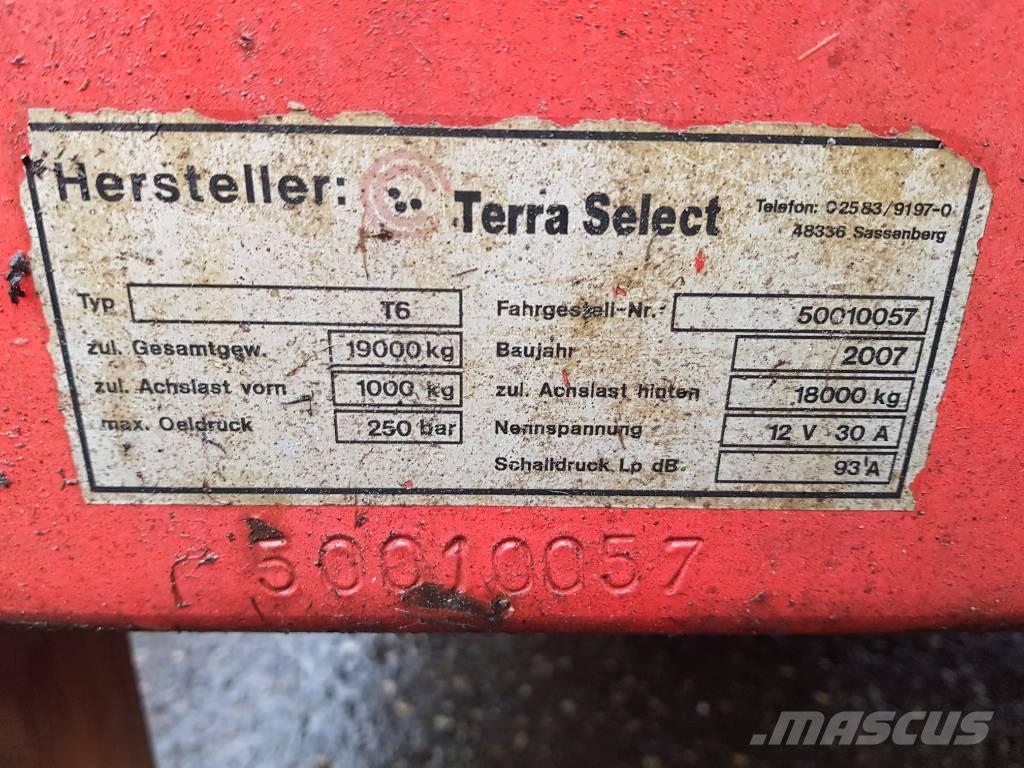 Hersteller: Terra Select
Telefon: 02583/9197-0
48336 Sassenberg
Typ T6
Fahrgestell-Nr.: 50010057
zul. Gesamtgew. 19000 kg
Baujahr 2007
zul. Achslast vorn 1000 kg
zul. Achslast hinten 18000 kg
max. Oeldruck 250 bar
Nennspannung 12 V 30 A
Schalldruck Lp dB. 93 A
50010057
MASCUS